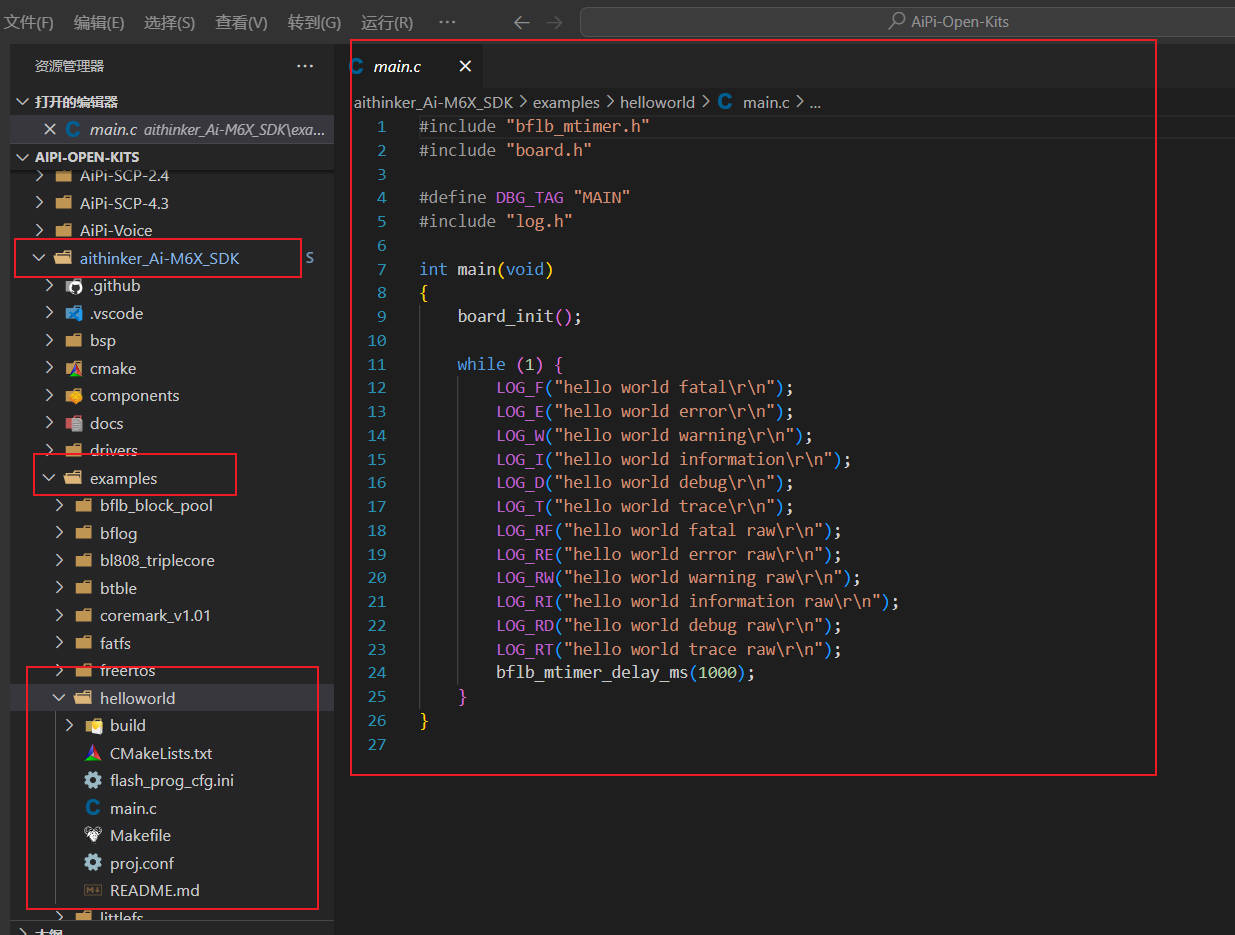 文件(F) 编辑(E) 选择(S) 查看(V) 转到(G) 运行(R) ··· AiPi-Open-Kits
资源管理器 ···
打开的编辑器
main.c aithinker_Ai-M6X_SDK\exa...
AIPI-OPEN-KITS
AiPi-SCP-2.4
AiPi-SCP-4.3
AiPi-Voice
aithinker_Ai-M6X_SDK S
.github
.vscode
bsp
cmake
components
docs
drivers
examples
bflb_block_pool
bflog
bl808_triplecore
btble
coremark_v1.01
fatfs
freertos
helloworld
build
CMakeLists.txt
flash_prog_cfg.ini
main.c
Makefile
proj.conf
README.md
littlefs
大纲
main.c
aithinker_Ai-M6X_SDK > examples > helloworld > C main.c > ...
1 #include "bflb_mtimer.h"
2 #include "board.h"
3
4 #define DBG_TAG "MAIN"
5 #include "log.h"
6
7 int main(void)
8 {
9 board_init();
10
11 while (1) {
12 LOG_F("hello world fatal\r\n");
13 LOG_E("hello world error\r\n");
14 LOG_W("hello world warning\r\n");
15 LOG_I("hello world information\r\n");
16 LOG_D("hello world debug\r\n");
17 LOG_T("hello world trace\r\n");
18 LOG_RF("hello world fatal raw\r\n");
19 LOG_RE("hello world error raw\r\n");
20 LOG_RW("hello world warning raw\r\n");
21 LOG_RI("hello world information raw\r\n");
22 LOG_RD("hello world debug raw\r\n");
23 LOG_RT("hello world trace raw\r\n");
24 bflb_mtimer_delay_ms(1000);
25 }
26 }
27